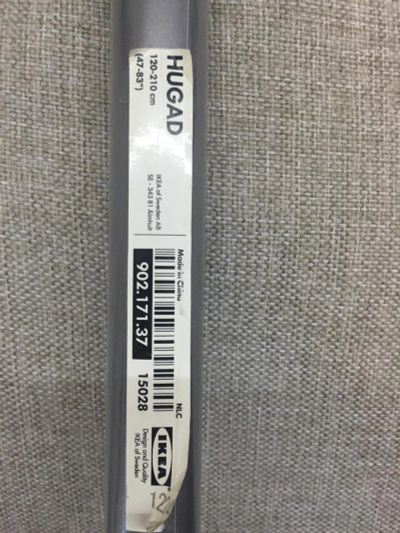 HUGAD
120-210 cm
(47-83")
IKEA of Sweden AB
SE - 343 81 Älmhult
Made in China
902.171.37
15028
NLC
IKEA
Design and Quality
IKEA of Sweden